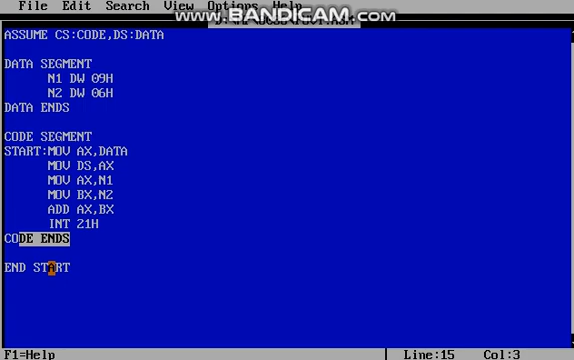 File Edit Search View Options Help
WWW.BANDICAM.COM
ASSUME CS:CODE,DS:DATA
DATA SEGMENT
N1 DW 09H
N2 DW 06H
DATA ENDS
CODE SEGMENT
START:MOV AX,DATA
MOV DS,AX
MOV AX,N1
MOV BX,N2
ADD AX,BX
INT 21H
CODE ENDS
END START
F1=Help Line:15 Col:3